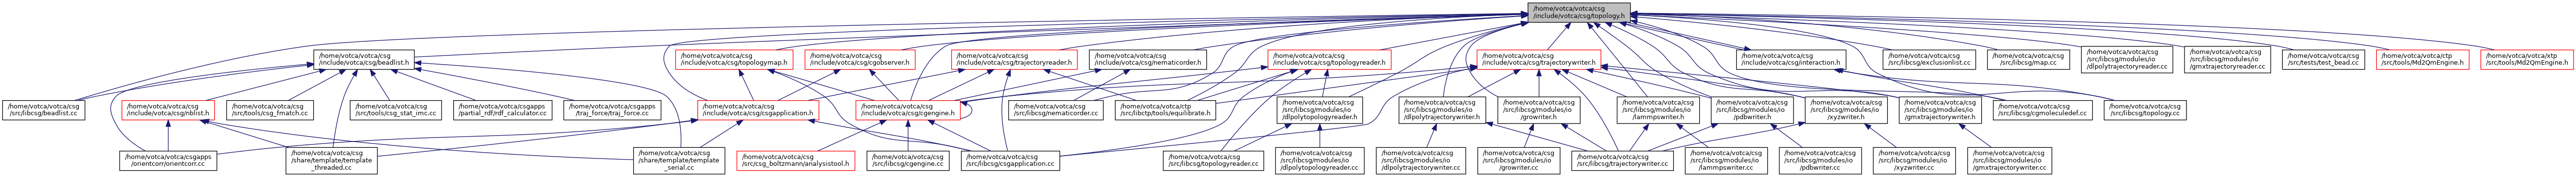 /home/votca/votca/csg
/include/votca/csg/topology.h
/home/votca/votca/csg
/include/votca/csg/beadlist.h
/home/votca/votca/csg
/include/votca/csg/topologymap.h
/home/votca/votca/csg
/include/votca/csg/cgobserver.h
/home/votca/votca/csg
/include/votca/csg/trajectoryreader.h
/home/votca/votca/csg
/include/votca/csg/nematicorder.h
/home/votca/votca/csg
/include/votca/csg/topologyreader.h
/home/votca/votca/csg
/include/votca/csg/trajectorywriter.h
/home/votca/votca/csg
/include/votca/csg/interaction.h
/home/votca/votca/csg
/src/libcsg/exclusionlist.cc
/home/votca/votca/csg
/src/libcsg/map.cc
/home/votca/votca/csg
/src/libcsg/modules/io
/dlpolytrajectoryreader.cc
/home/votca/votca/csg
/src/libcsg/modules/io
/gmxtrajectoryreader.cc
/home/votca/votca/csg
/src/tests/test_bead.cc
/home/votca/votca/ctp
/src/tools/Md2QmEngine.h
/home/votca/votca/xtp
/src/tools/Md2QmEngine.h
/home/votca/votca/csg
/src/libcsg/beadlist.cc
/home/votca/votca/csg
/include/votca/csg/nblist.h
/home/votca/votca/csg
/src/tools/csg_fmatch.cc
/home/votca/votca/csg
/src/tools/csg_stat_imc.cc
/home/votca/votca/csgapps
/partial_rdf/rdf_calculator.cc
/home/votca/votca/csgapps
/traj_force/traj_force.cc
/home/votca/votca/csg
/include/votca/csg/csgapplication.h
/home/votca/votca/csg
/include/votca/csg/cgengine.h
/home/votca/votca/csg
/src/libcsg/nematicorder.cc
/home/votca/votca/ctp
/src/libctp/tools/equilibrate.h
/home/votca/votca/csg
/src/libcsg/modules/io
/dlpolytopologyreader.h
/home/votca/votca/csg
/src/libcsg/modules/io
/dlpolytrajectorywriter.h
/home/votca/votca/csg
/src/libcsg/modules/io
/growriter.h
/home/votca/votca/csg
/src/libcsg/modules/io
/lammpswriter.h
/home/votca/votca/csg
/src/libcsg/modules/io
/pdbwriter.h
/home/votca/votca/csg
/src/libcsg/modules/io
/xyzwriter.h
/home/votca/votca/csg
/src/libcsg/modules/io
/gmxtrajectorywriter.h
/home/votca/votca/csg
/src/libcsg/cgmoleculedef.cc
/home/votca/votca/csg
/src/libcsg/topology.cc
/home/votca/votca/csgapps
/orientcorr/orientcorr.cc
/home/votca/votca/csg
/share/template/template
_threaded.cc
/home/votca/votca/csg
/share/template/template
_serial.cc
/home/votca/votca/csg
/src/csg_boltzmann/analysistool.h
/home/votca/votca/csg
/src/libcsg/cgengine.cc
/home/votca/votca/csg
/src/libcsg/csgapplication.cc
/home/votca/votca/csg
/src/libcsg/topologyreader.cc
/home/votca/votca/csg
/src/libcsg/modules/io
/dlpolytopologyreader.cc
/home/votca/votca/csg
/src/libcsg/modules/io
/dlpolytrajectorywriter.cc
/home/votca/votca/csg
/src/libcsg/modules/io
/growriter.cc
/home/votca/votca/csg
/src/libcsg/trajectorywriter.cc
/home/votca/votca/csg
/src/libcsg/modules/io
/lammpswriter.cc
/home/votca/votca/csg
/src/libcsg/modules/io
/pdbwriter.cc
/home/votca/votca/csg
/src/libcsg/modules/io
/xyzwriter.cc
/home/votca/votca/csg
/src/libcsg/modules/io
/gmxtrajectorywriter.cc